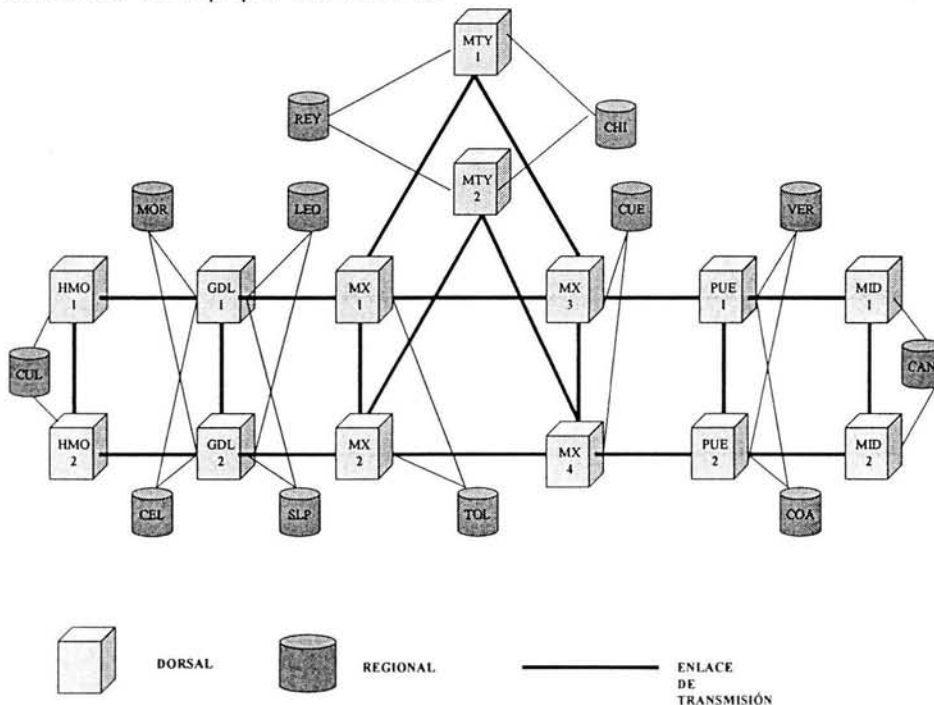 MTY
1
REY
CHI
MTY
2
MOR
LEO
CUE
VER
HMO
1
GDL
1
MX
1
MX
3
PUE
1
MID
1
CUL
CAN
HMO
2
GDL
2
MX
2
MX
4
PUE
2
MID
2
CEL
SLP
TOL
COA
DORSAL
REGIONAL
ENLACE
DE
TRANSMISIÓN